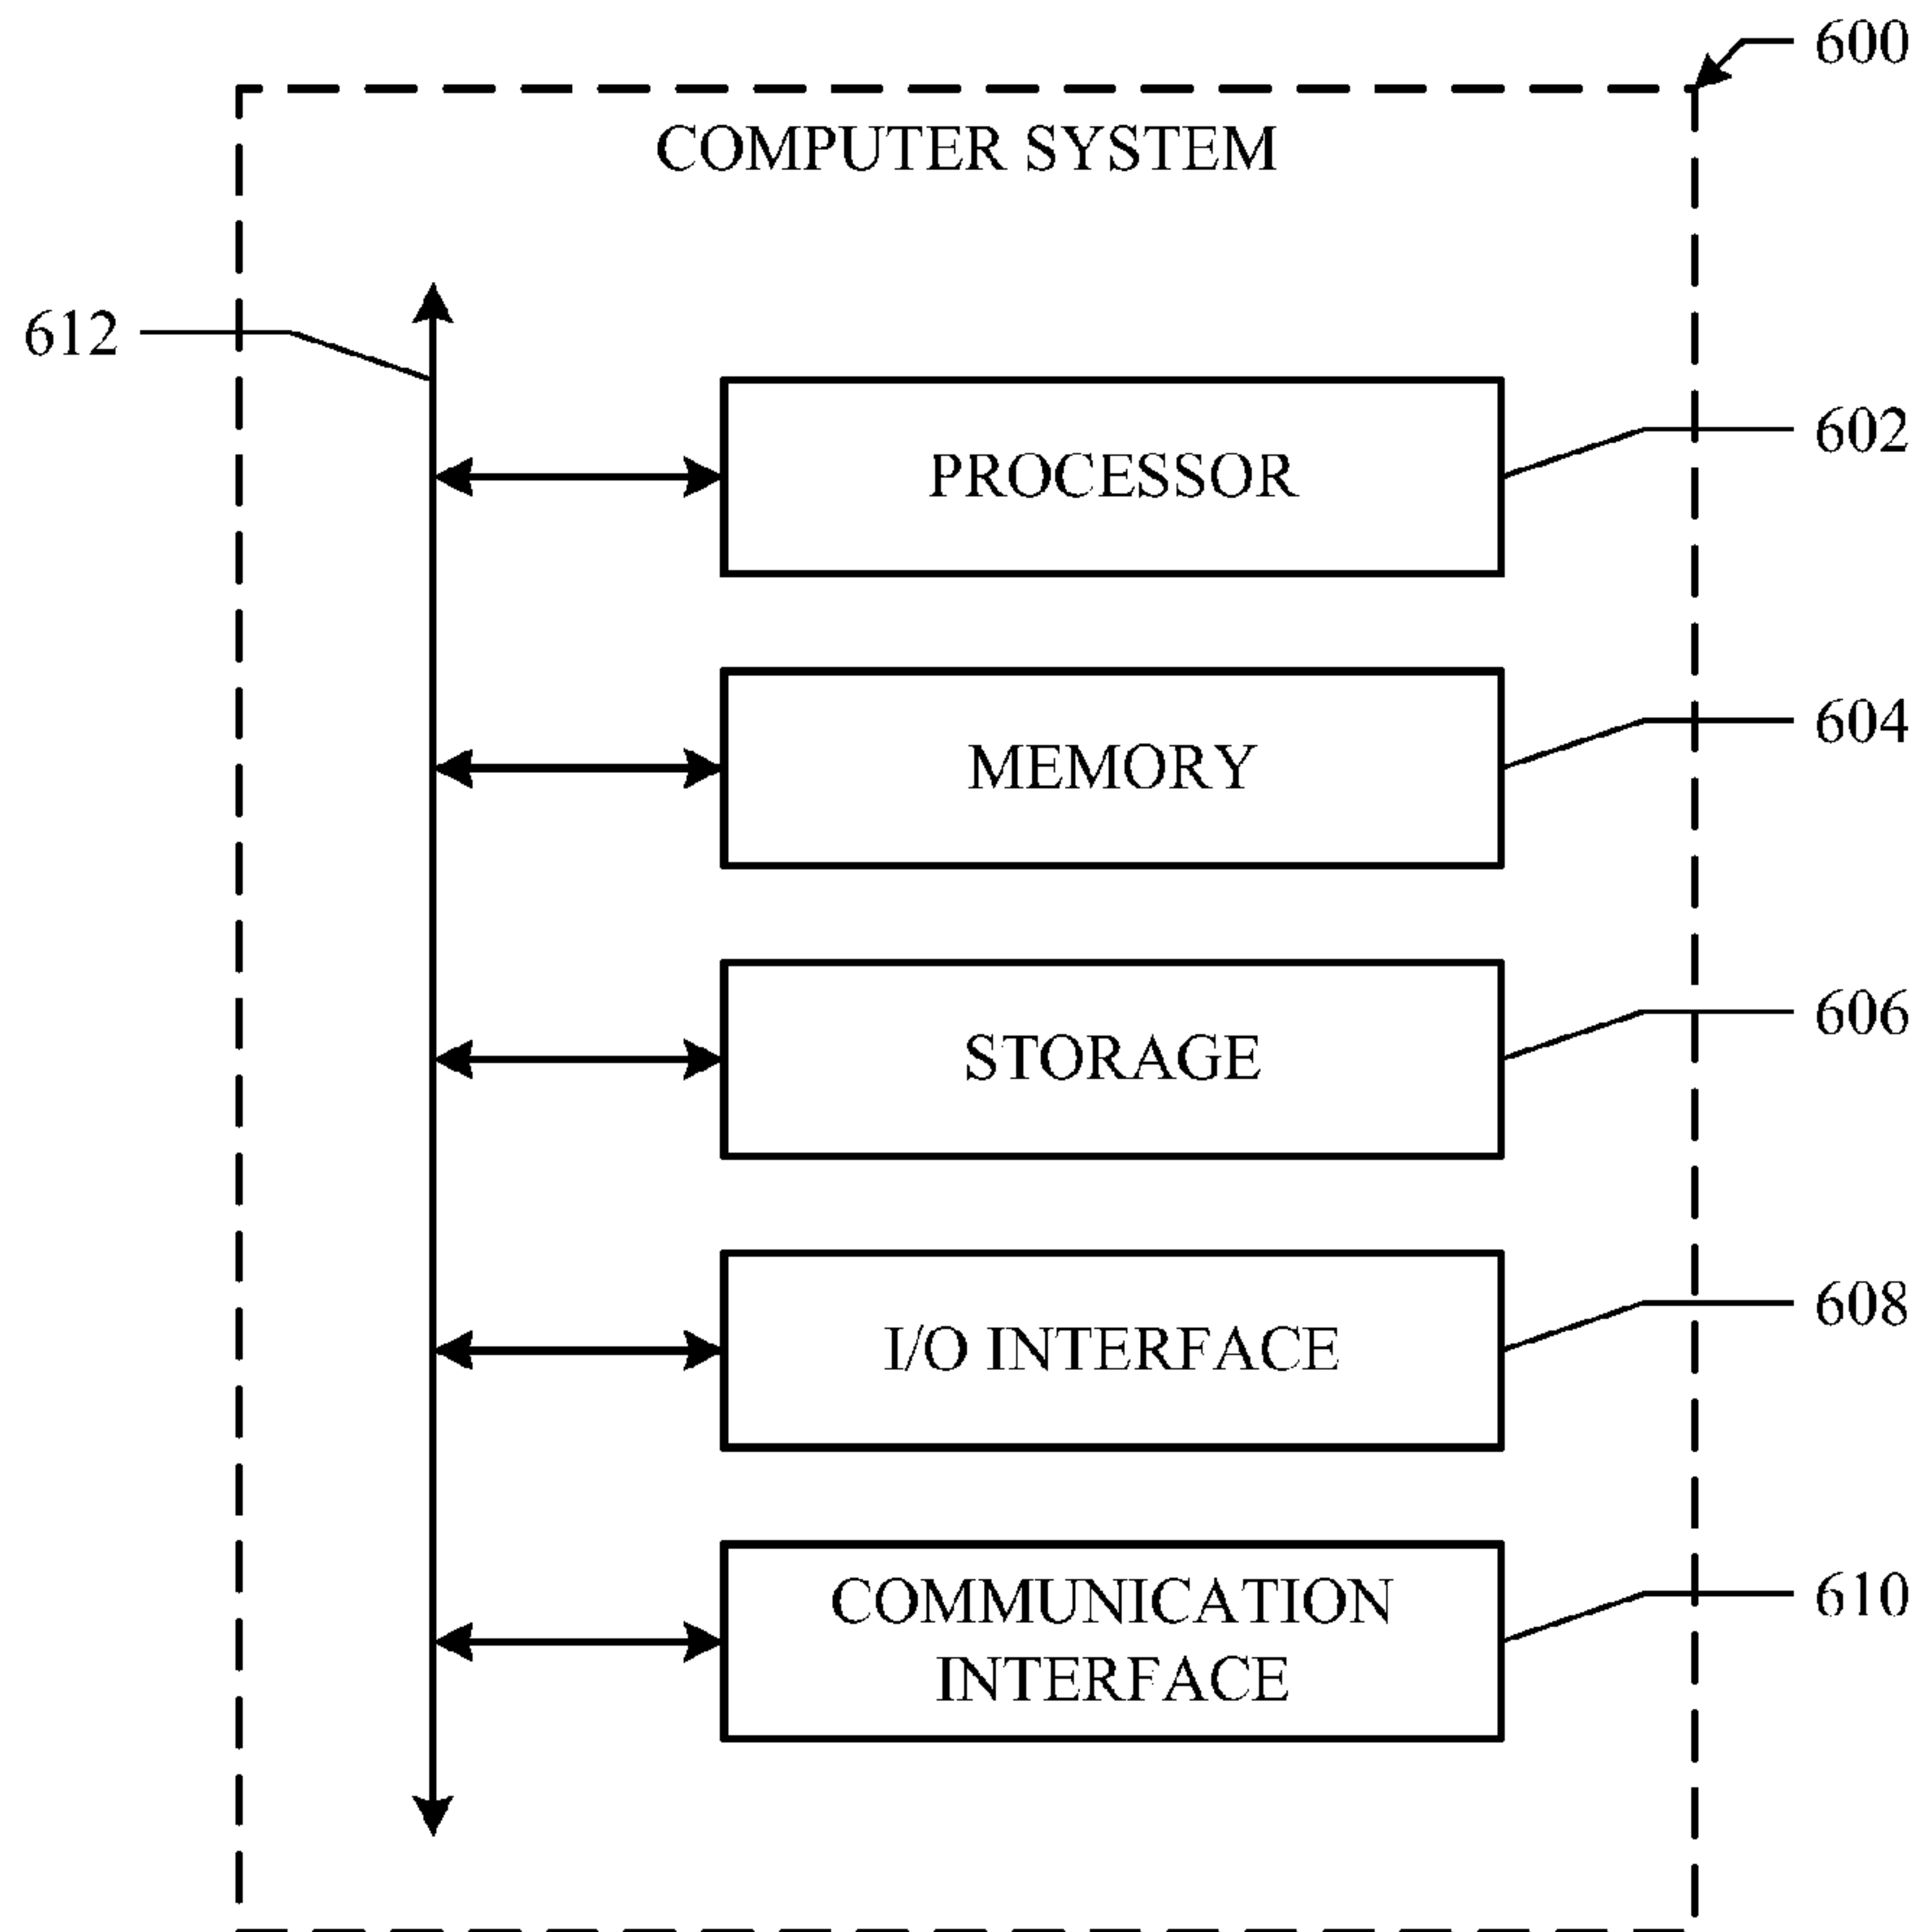 600
COMPUTER SYSTEM
612
PROCESSOR
602
MEMORY
604
STORAGE
606
I/O INTERFACE
608
COMMUNICATION
INTERFACE
610